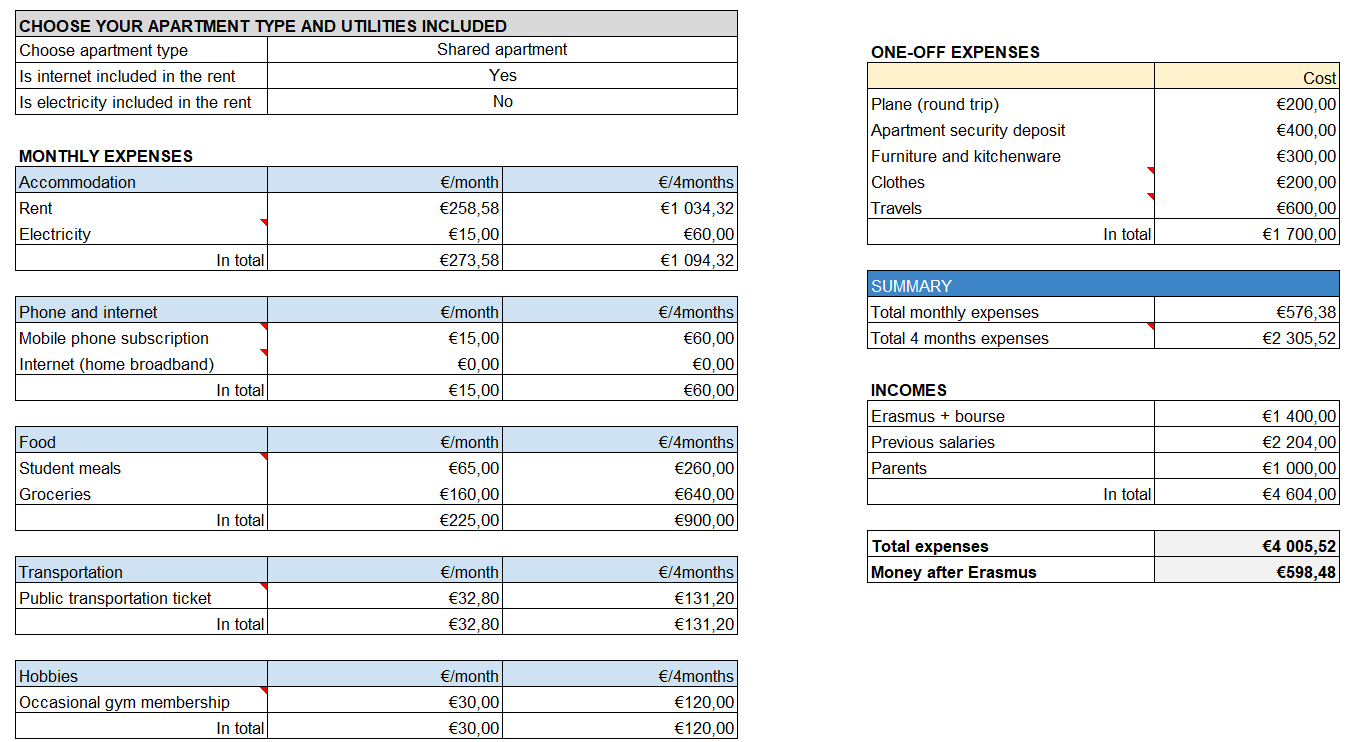 CHOOSE YOUR APARTMENT TYPE AND UTILITIES INCLUDED
Choose apartment type Shared apartment
Is internet included in the rent Yes
Is electricity included in the rent No
MONTHLY EXPENSES
Accommodation €/month €/4months
Rent €258,58 €1 034,32
Electricity €15,00 €60,00
In total €273,58 €1 094,32
Phone and internet €/month €/4months
Mobile phone subscription €15,00 €60,00
Internet (home broadband) €0,00 €0,00
In total €15,00 €60,00
Food €/month €/4months
Student meals €65,00 €260,00
Groceries €160,00 €640,00
In total €225,00 €900,00
Transportation €/month €/4months
Public transportation ticket €32,80 €131,20
In total €32,80 €131,20
Hobbies €/month €/4months
Occasional gym membership €30,00 €120,00
In total €30,00 €120,00
ONE-OFF EXPENSES
Cost
Plane (round trip) €200,00
Apartment security deposit €400,00
Furniture and kitchenware €300,00
Clothes €200,00
Travels €600,00
In total €1 700,00
SUMMARY
Total monthly expenses €576,38
Total 4 months expenses €2 305,52
INCOMES
Erasmus + bourse €1 400,00
Previous salaries €2 204,00
Parents €1 000,00
In total €4 604,00
Total expenses €4 005,52
Money after Erasmus €598,48